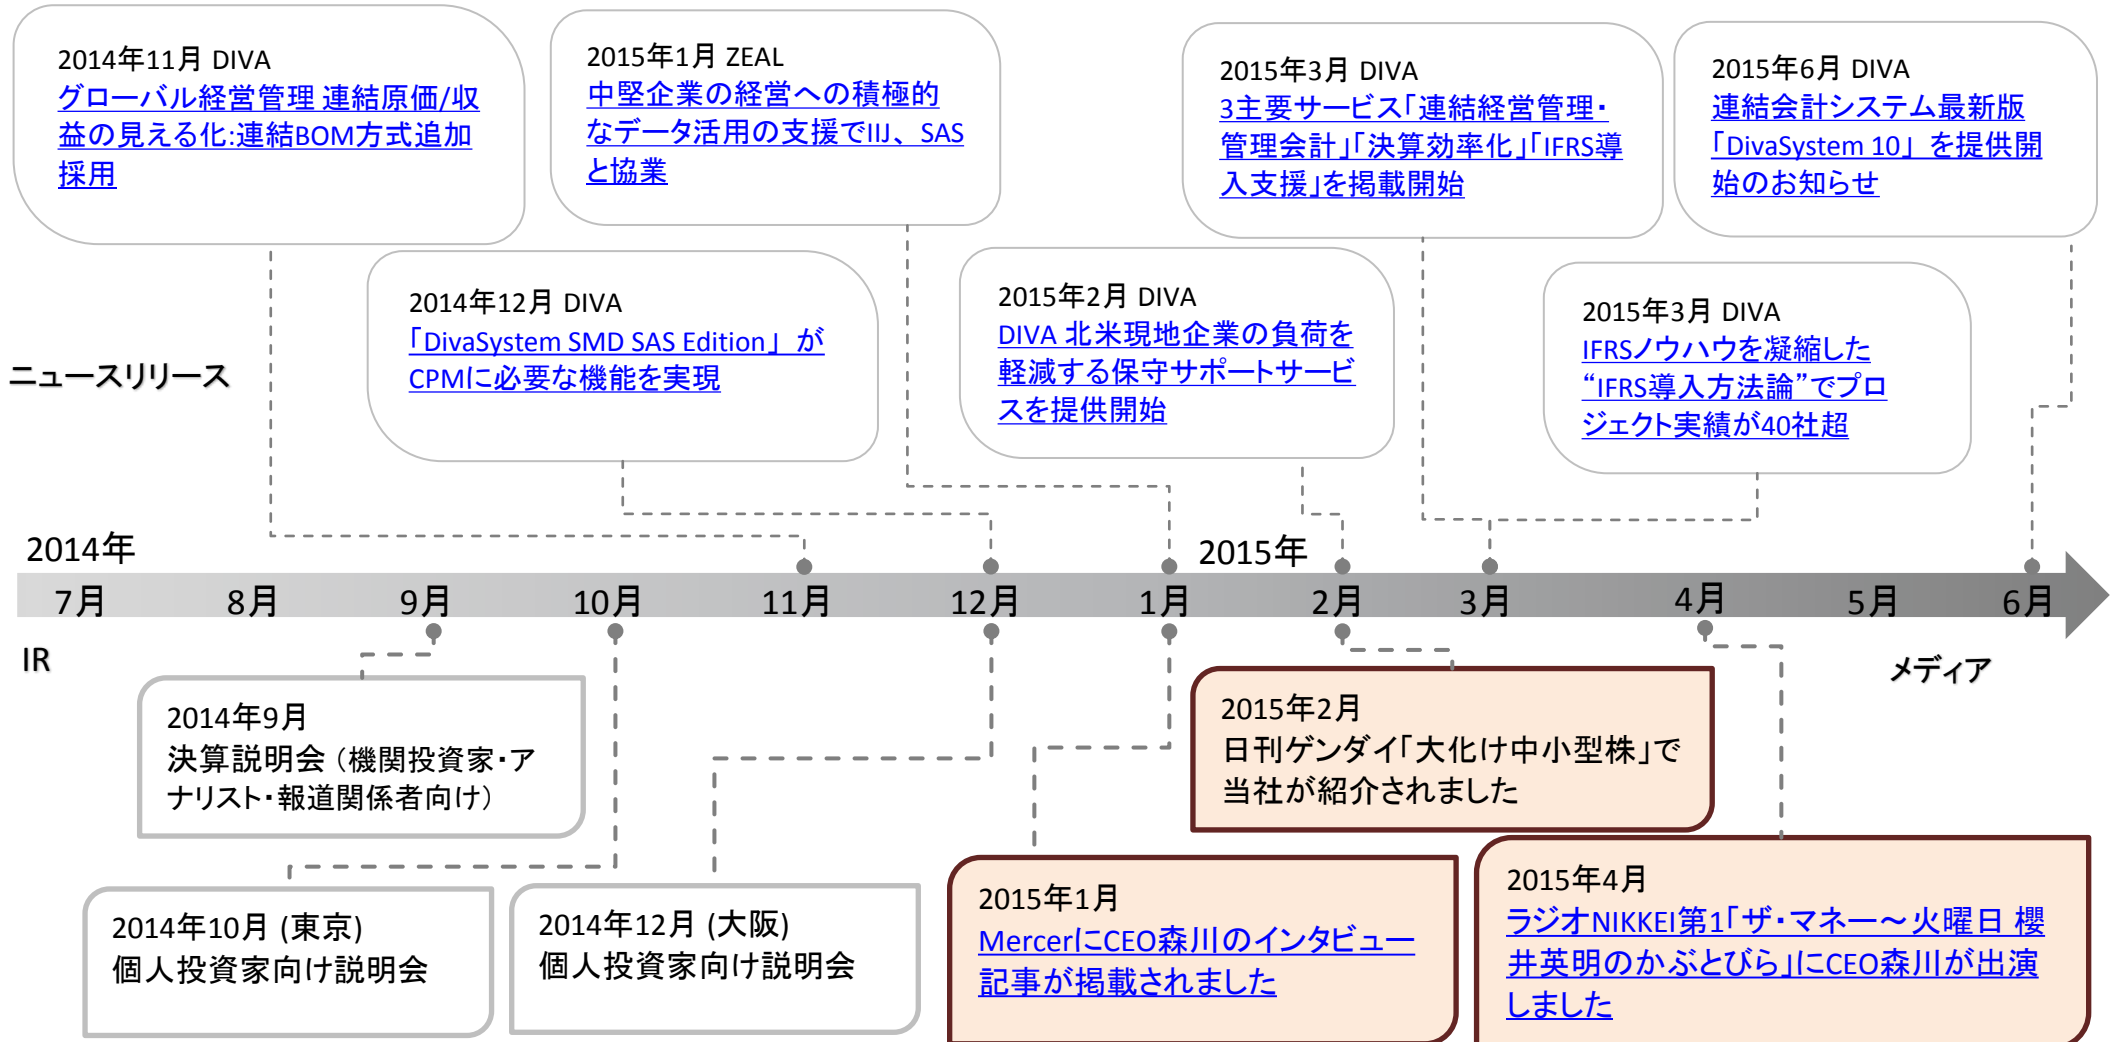 2014年11月 DIVA
グローバル経営管理 連結原価/収
益の見える化:連結BOM方式追加
採用
2015年1月 ZEAL
中堅企業の経営への積極的
なデータ活用の支援でIIJ、SAS
と協業
2015年3月 DIVA
3主要サービス「連結経営管理・
管理会計」「決算効率化」「IFRS導
入支援」を掲載開始
2015年6月 DIVA
連結会計システム最新版
「DivaSystem 10」を提供開
始のお知らせ
2014年12月 DIVA
「DivaSystem SMD SAS Edition」が
CPMに必要な機能を実現
2015年2月 DIVA
DIVA 北米現地企業の負荷を
軽減する保守サポートサービ
スを提供開始
2015年3月 DIVA
IFRSノウハウを凝縮した
“IFRS導入方法論”でプロ
ジェクト実績が40社超
ニュースリリース
2014年
2015年
7月 8月 9月 10月 11月 12月 1月 2月 3月 4月 5月 6月
IR
メディア
2014年9月
決算説明会（機関投資家・ア
ナリスト・報道関係者向け）
2015年2月
日刊ゲンダイ「大化け中小型株」で
当社が紹介されました
2014年10月 (東京)
個人投資家向け説明会
2014年12月 (大阪)
個人投資家向け説明会
2015年1月
MercerにCEO森川のインタビュー
記事が掲載されました
2015年4月
ラジオNIKKEI第1「ザ・マネー～火曜日 櫻
井英明のかぶとびら」にCEO森川が出演
しました